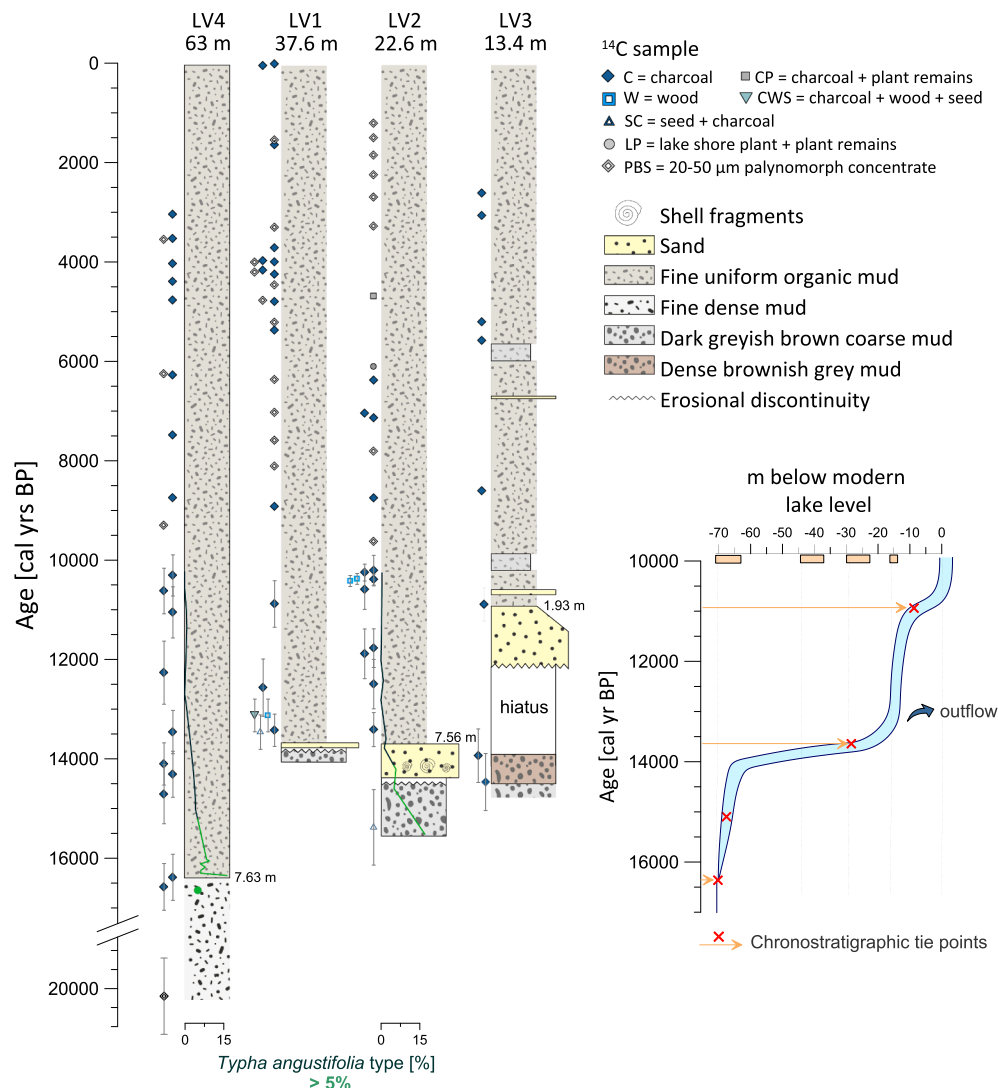 LV4
63 m
LV1
37.6 m
LV2
22.6 m
LV3
13.4 m
Age [cal yrs BP]
0
2000
4000
6000
8000
10000
12000
14000
16000
20000
7.63 m
7.56 m
1.93 m
hiatus
0 15
0 15
Typha angustifolia type [%]
> 5%
14C sample
C = charcoal
CP = charcoal + plant remains
W = wood
CWS = charcoal + wood + seed
SC = seed + charcoal
LP = lake shore plant + plant remains
PBS = 20-50 µm palynomorph concentrate
Shell fragments
Sand
Fine uniform organic mud
Fine dense mud
Dark greyish brown coarse mud
Dense brownish grey mud
Erosional discontinuity
m below modern
lake level
-70 -60 -50 -40 -30 -20 -10 0
Age [cal yr BP]
10000
12000
14000
16000
outflow
Chronostratigraphic tie points